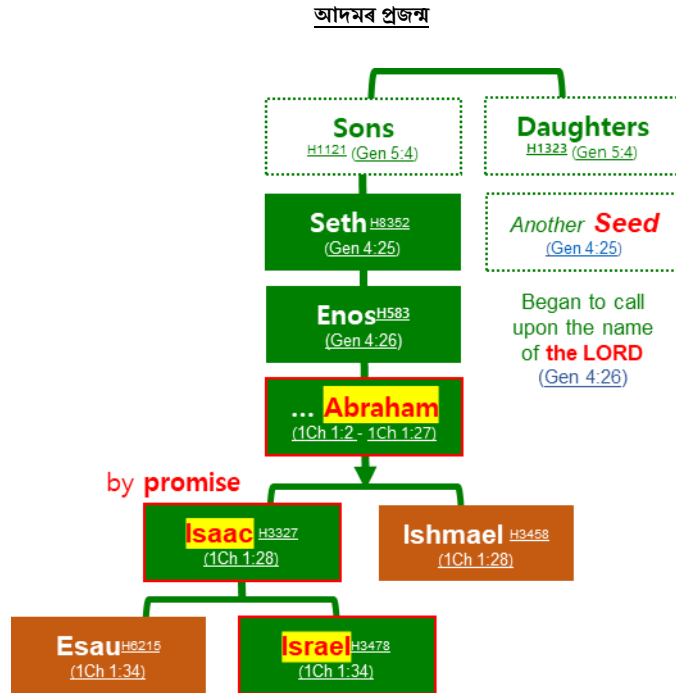 আদমৰ প্ৰজন্ম
Sons
H1121 (Gen 5:4)
Daughters
H1323 (Gen 5:4)
Seth H8352
(Gen 4:25)
Another Seed
(Gen 4:25)
Enos H583
(Gen 4:26)
Began to call
upon the name
of the LORD
(Gen 4:26)
... Abraham
(1Ch 1:2 - 1Ch 1:27)
by promise
Isaac H3327
(1Ch 1:28)
Ishmael H3458
(1Ch 1:28)
Esau H6215
(1Ch 1:34)
Israel H3478
(1Ch 1:34)